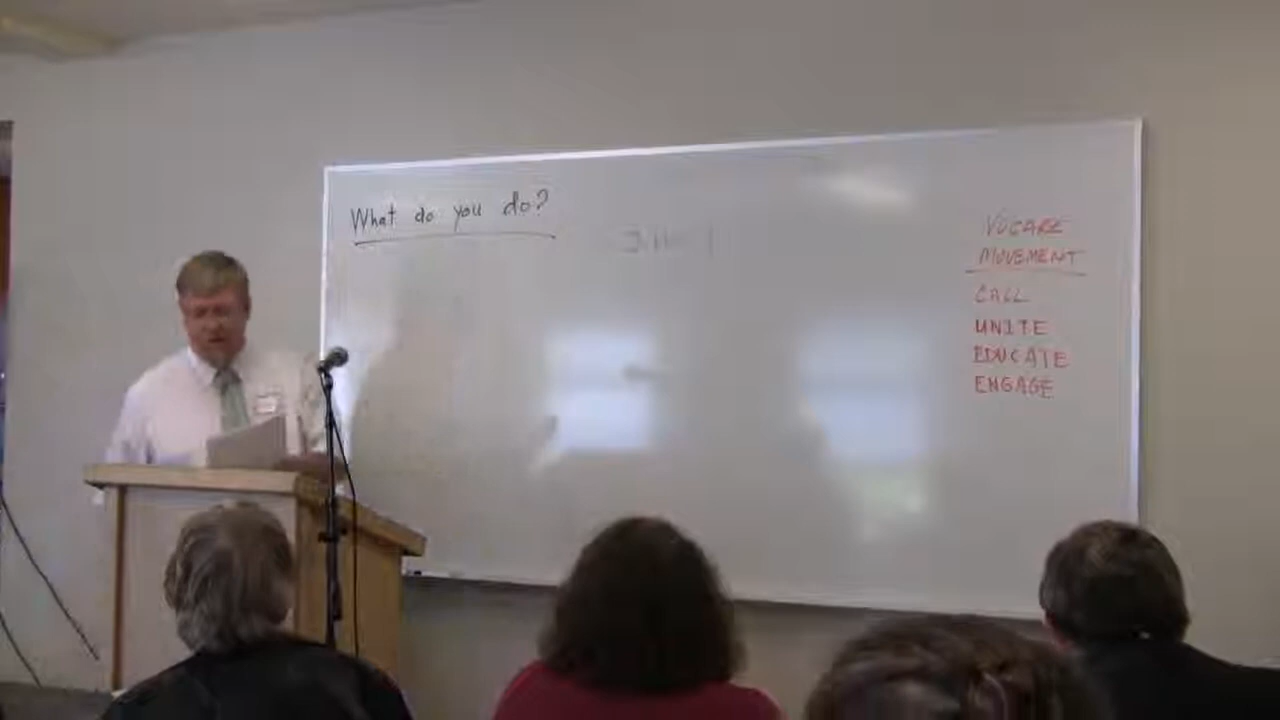 What do you do?
VOCARE
MOVEMENT
CALL
UNITE
EDUCATE
ENGAGE